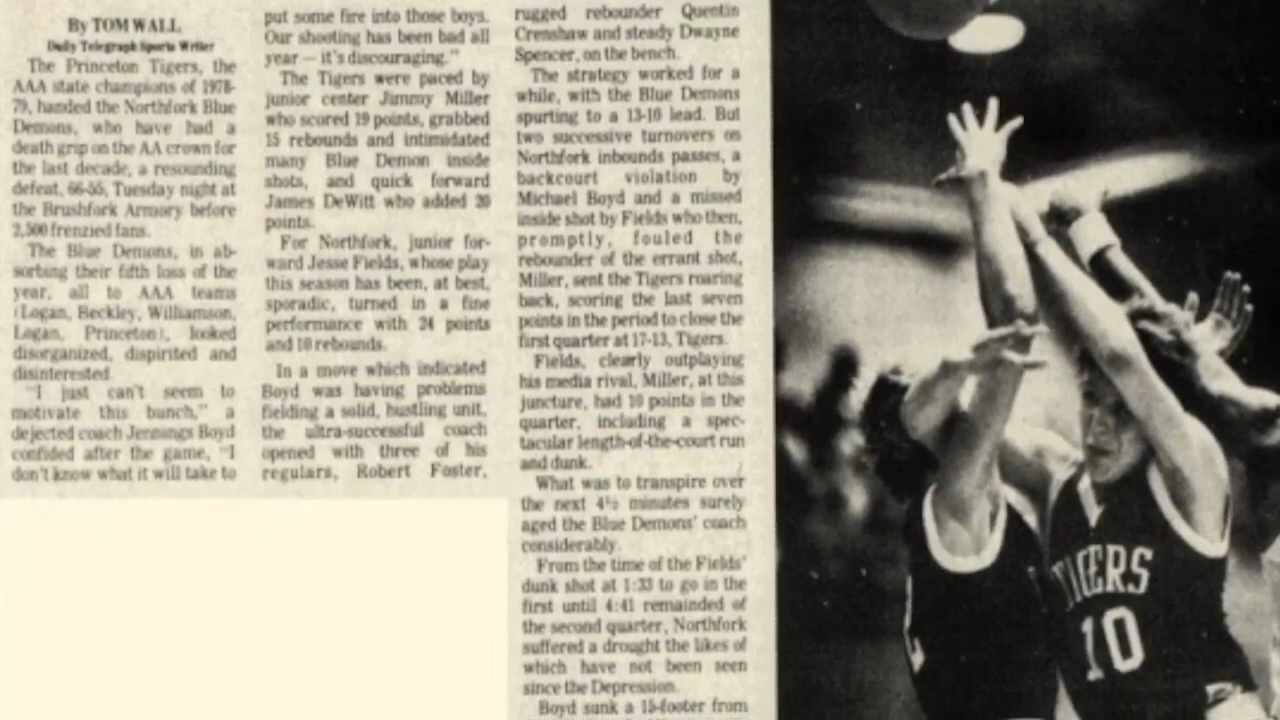 By TOM WALL
Daily Telegraph Sports Writer
The Princeton Tigers, the
AAA state champions of 1978-
79, handed the Northfork Blue
Demons, who have had a
death grip on the AA crown for
the last decade, a resounding
defeat, 66-55, Tuesday night at
the Brushfork Armory before
2,500 frenzied fans.
The Blue Demons, in ab-
sorbing their fifth loss of the
year, all to AAA teams
(Logan, Beckley, Williamson,
Logan, Princeton), looked
disorganized, dispirited and
disinterested.
"I just can't seem to
motivate this bunch," a
dejected coach Jennings Boyd
confided after the game, "I
don't know what it will take to
put some fire into those boys.
Our shooting has been bad all
year — it's discouraging."
The Tigers were paced by
junior center Jimmy Miller
who scored 19 points, grabbed
15 rebounds and intimidated
many Blue Demon inside
shots, and quick forward
James DeWitt who added 20
points.
For Northfork, junior for-
ward Jesse Fields, whose play
this season has been, at best,
sporadic, turned in a fine
performance with 24 points
and 10 rebounds.
In a move which indicated
Boyd was having problems
fielding a solid, hustling unit,
the ultra-successful coach
opened with three of his
regulars, Robert Foster,
rugged rebounder Quentin
Crenshaw and steady Dwayne
Spencer, on the bench.
The strategy worked for a
while, with the Blue Demons
spurting to a 13-10 lead. But
two successive turnovers on
Northfork inbounds passes, a
backcourt violation by
Michael Boyd and a missed
inside shot by Fields who then,
promptly, fouled the
rebounder of the errant shot,
Miller, sent the Tigers roaring
back, scoring the last seven
points in the period to close the
first quarter at 17-13, Tigers.
Fields, clearly outplaying
his media rival, Miller, at this
juncture, had 10 points in the
quarter, including a spec-
tacular length-of-the-court run
and dunk.
What was to transpire over
the next 4½ minutes surely
aged the Blue Demons' coach
considerably.
From the time of the Fields'
dunk shot at 1:33 to go in the
first until 4:41 remainded of
the second quarter, Northfork
suffered a drought the likes of
which have not been seen
since the Depression.
Boyd sunk a 15-footer from
TIGERS
10